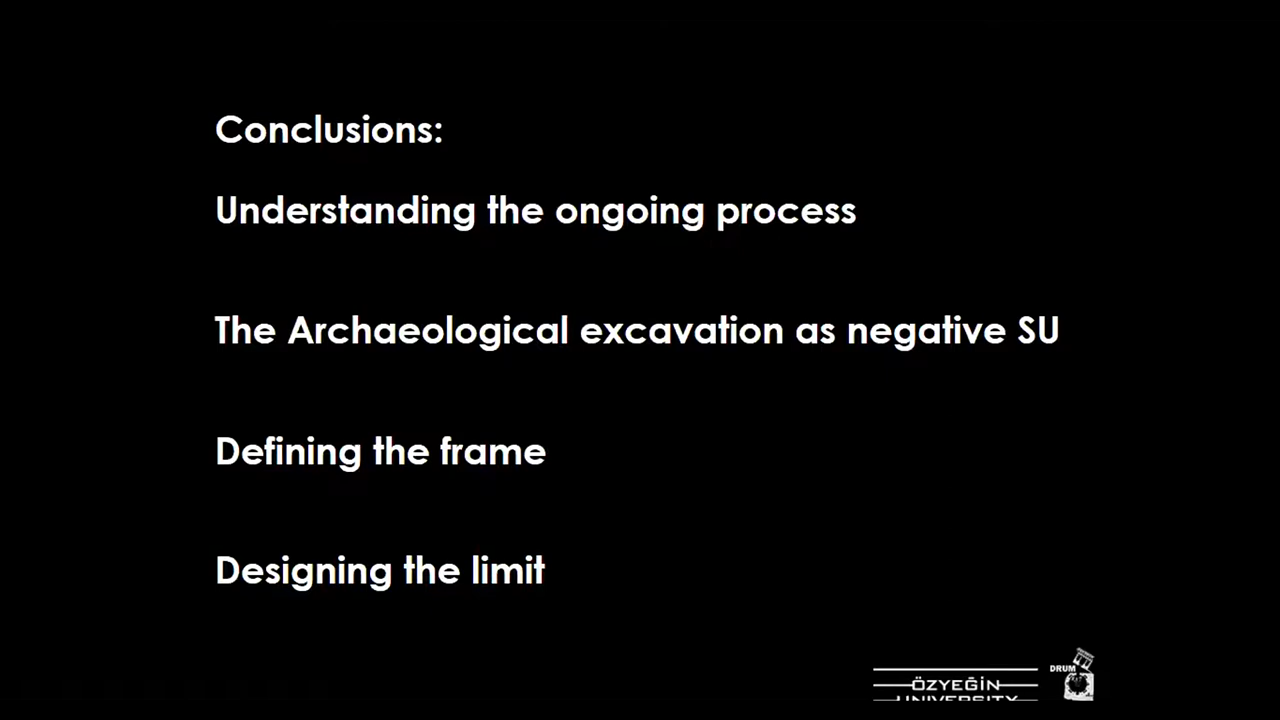 Conclusions:
Understanding the ongoing process
The Archaeological excavation as negative SU
Defining the frame
Designing the limit
DRUM
ÖZYEĞİN
UNIVERSITY